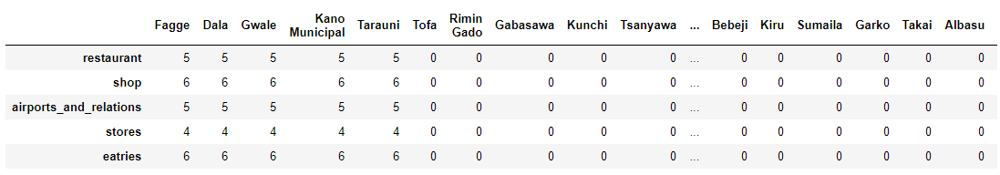 Fagge Dala Gwale Kano Municipal Tarauni Tofa Rimin Gado Gabasawa Kunchi Tsanyawa ... Bebeji Kiru Sumaila Garko Takai Albasu
restaurant 5 5 5 5 5 0 0 0 0 0 ... 0 0 0 0 0 0
shop 6 6 6 6 6 0 0 0 0 0 ... 0 0 0 0 0 0
airports_and_relations 5 5 5 5 5 0 0 0 0 0 ... 0 0 0 0 0 0
stores 4 4 4 4 4 0 0 0 0 0 ... 0 0 0 0 0 0
eatries 6 6 6 6 6 0 0 0 0 0 ... 0 0 0 0 0 0